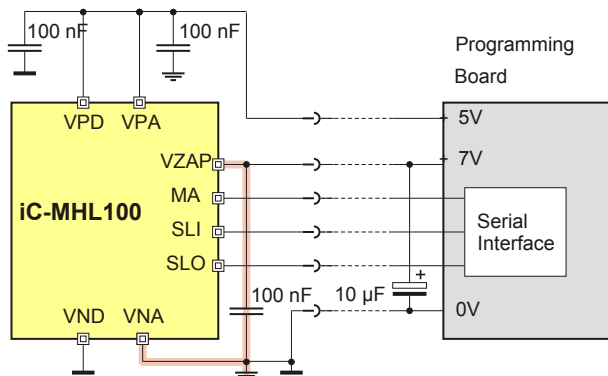 100 nF
100 nF
Programming
Board
VPD
VPA
5V
VZAP
7V
iC-MHL100
MA
SLI
SLO
Serial
Interface
100 nF
10 µF
+
VND
VNA
0V